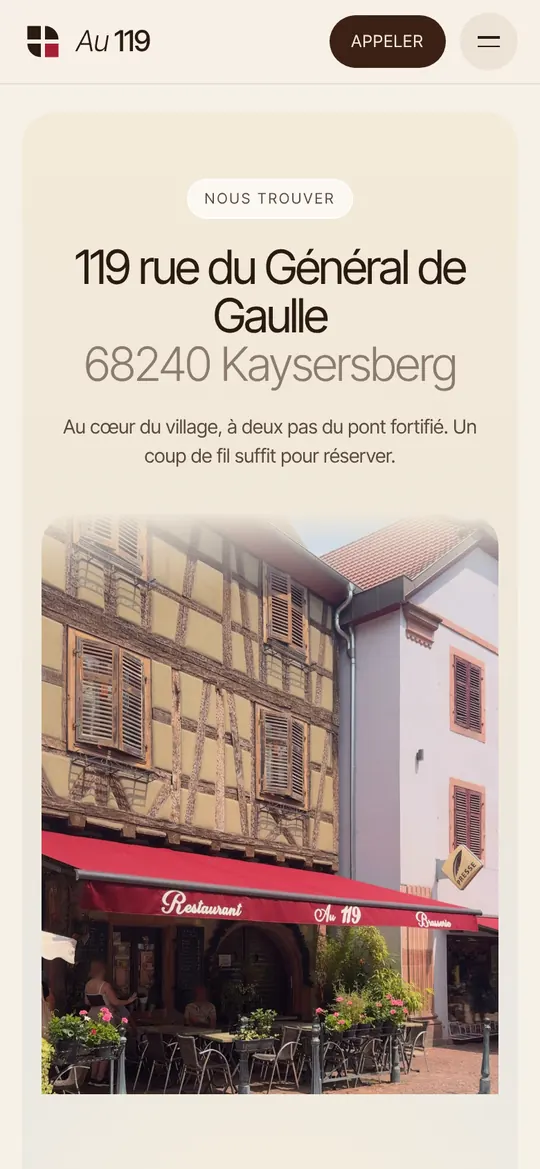 Au 119
APPELER
NOUS TROUVER
119 rue du Général de
Gaulle
68240 Kaysersberg
Au cœur du village, à deux pas du pont fortifié. Un
coup de fil suffit pour réserver.
PRESSE
Restaurant Au 119 Brasserie